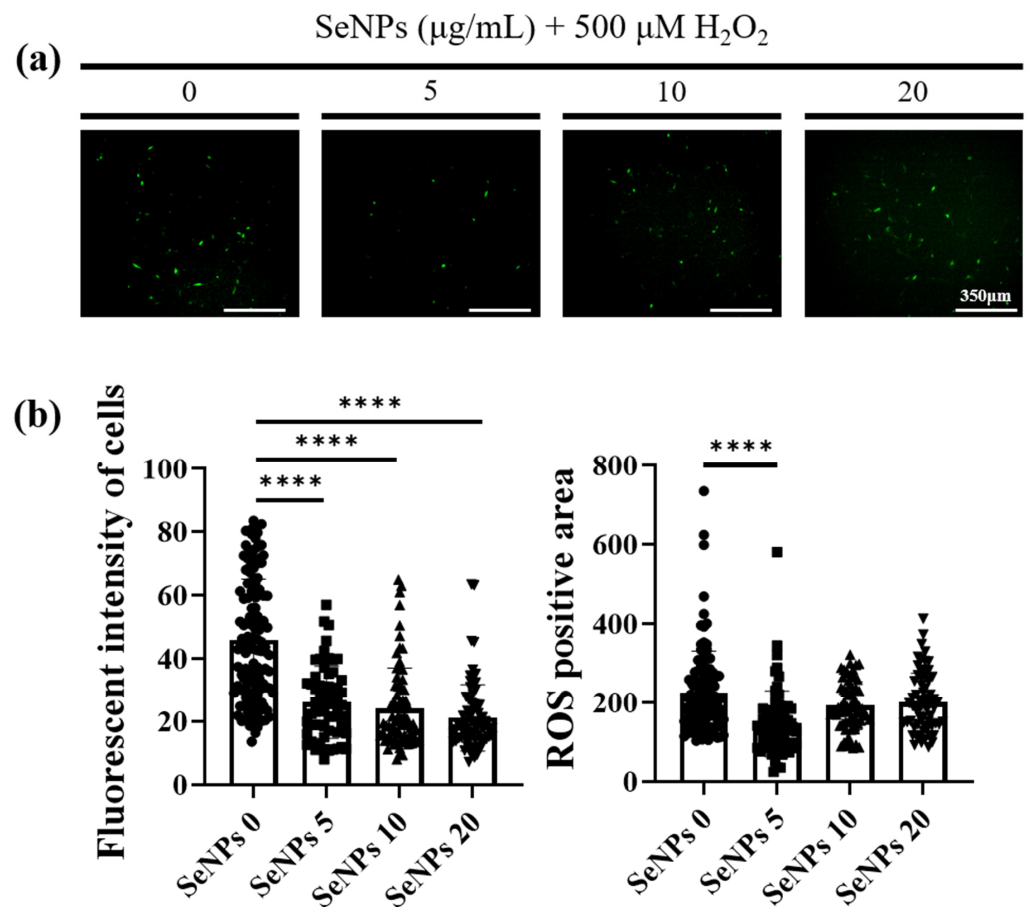 SeNPs (μg/mL) + 500 μM H₂O₂
(a)
0 5 10 20
350μm
(b)
Fluorescent intensity of cells
100
80
60
40
20
0
****
****
****
SeNPs 0
SeNPs 5
SeNPs 10
SeNPs 20
ROS positive area
800
600
400
200
0
****
SeNPs 0
SeNPs 5
SeNPs 10
SeNPs 20